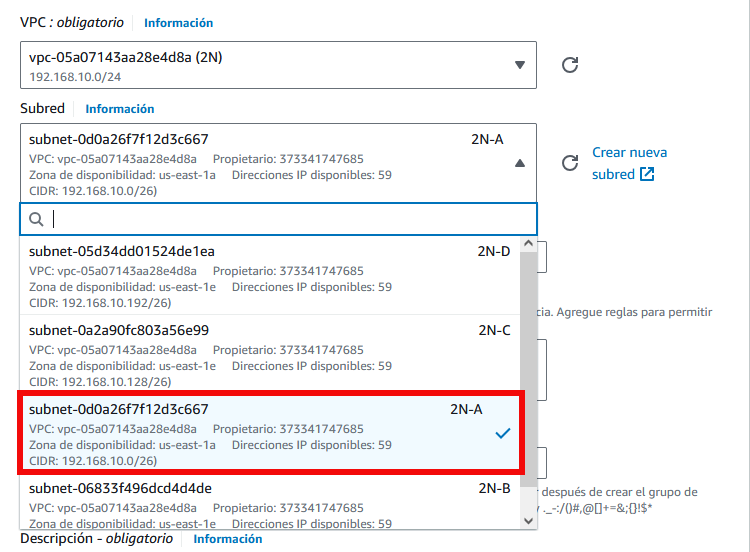 VPC : obligatorio Información
vpc-05a07143aa28e4d8a (2N)
192.168.10.0/24
Subred Información
subnet-0d0a26f7f12d3c667 2N-A
VPC: vpc-05a07143aa28e4d8a Propietario: 373341747685
Zona de disponibilidad: us-east-1a Direcciones IP disponibles: 59
CIDR: 192.168.10.0/26)
Crear nueva
subred
subnet-05d34dd01524de1ea 2N-D
VPC: vpc-05a07143aa28e4d8a Propietario: 373341747685
Zona de disponibilidad: us-east-1e Direcciones IP disponibles: 59
CIDR: 192.168.10.192/26)
cia. Agregue reglas para permitir
subnet-0a2a90fc803a56e99 2N-C
VPC: vpc-05a07143aa28e4d8a Propietario: 373341747685
Zona de disponibilidad: us-east-1e Direcciones IP disponibles: 59
CIDR: 192.168.10.128/26)
subnet-0d0a26f7f12d3c667 2N-A
VPC: vpc-05a07143aa28e4d8a Propietario: 373341747685
Zona de disponibilidad: us-east-1a Direcciones IP disponibles: 59
CIDR: 192.168.10.0/26)
subnet-06833f496dcd4d4de 2N-B
VPC: vpc-05a07143aa28e4d8a Propietario: 373341747685
Zona de disponibilidad: us-east-1a Direcciones IP disponibles: 59
r después de crear el grupo de
._-:/()#,@[]+=&;{}!$*
Descripción - obligatorio Información